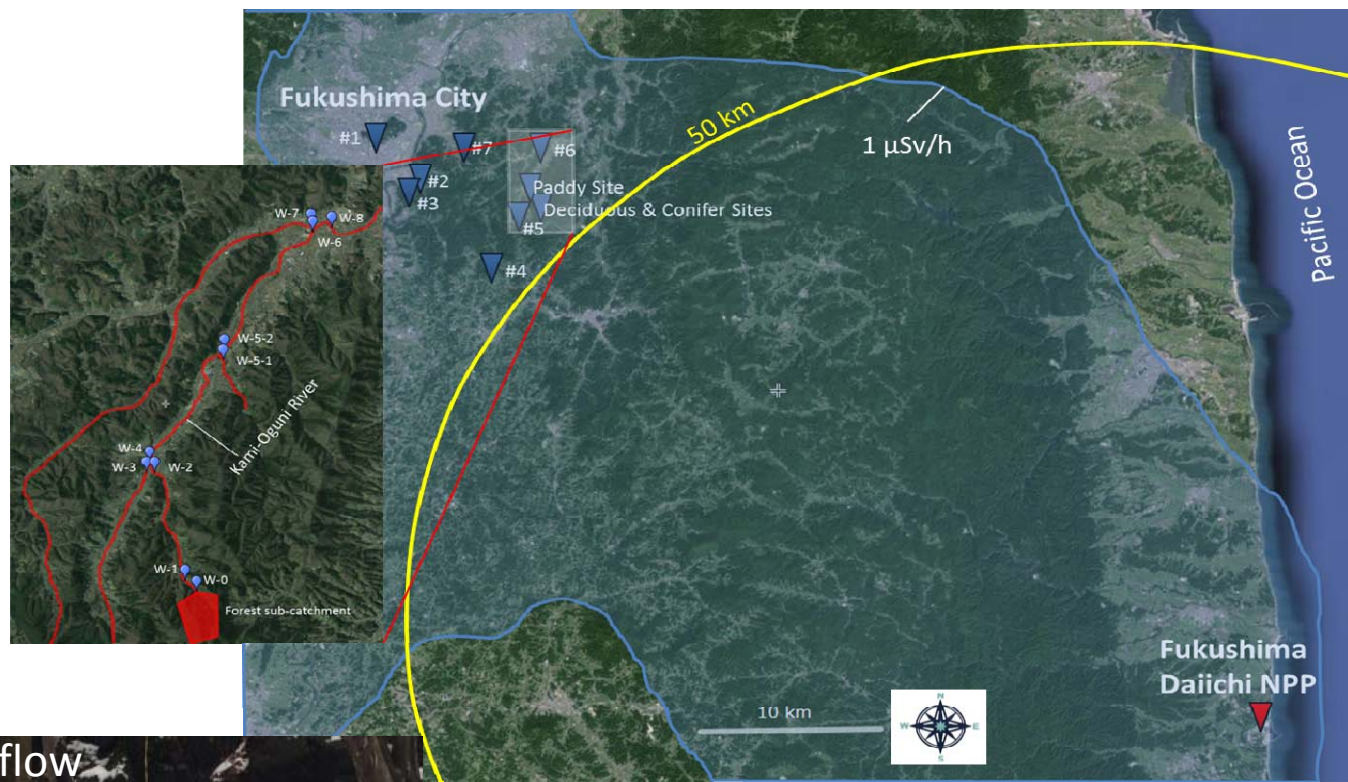 Fukushima City
#1
#7
#6
#2
#3
Paddy Site
Deciduous & Conifer Sites
#5
#4
50 km
1 µSv/h
Pacific Ocean
W-7
W-8
W-6
W-5-2
W-5-1
Kami-Oguni River
W-4
W-3
W-2
W-1
W-0
Forest sub-catchment
Fukushima
Daiichi NPP
10 km
N
W
E
S
flow